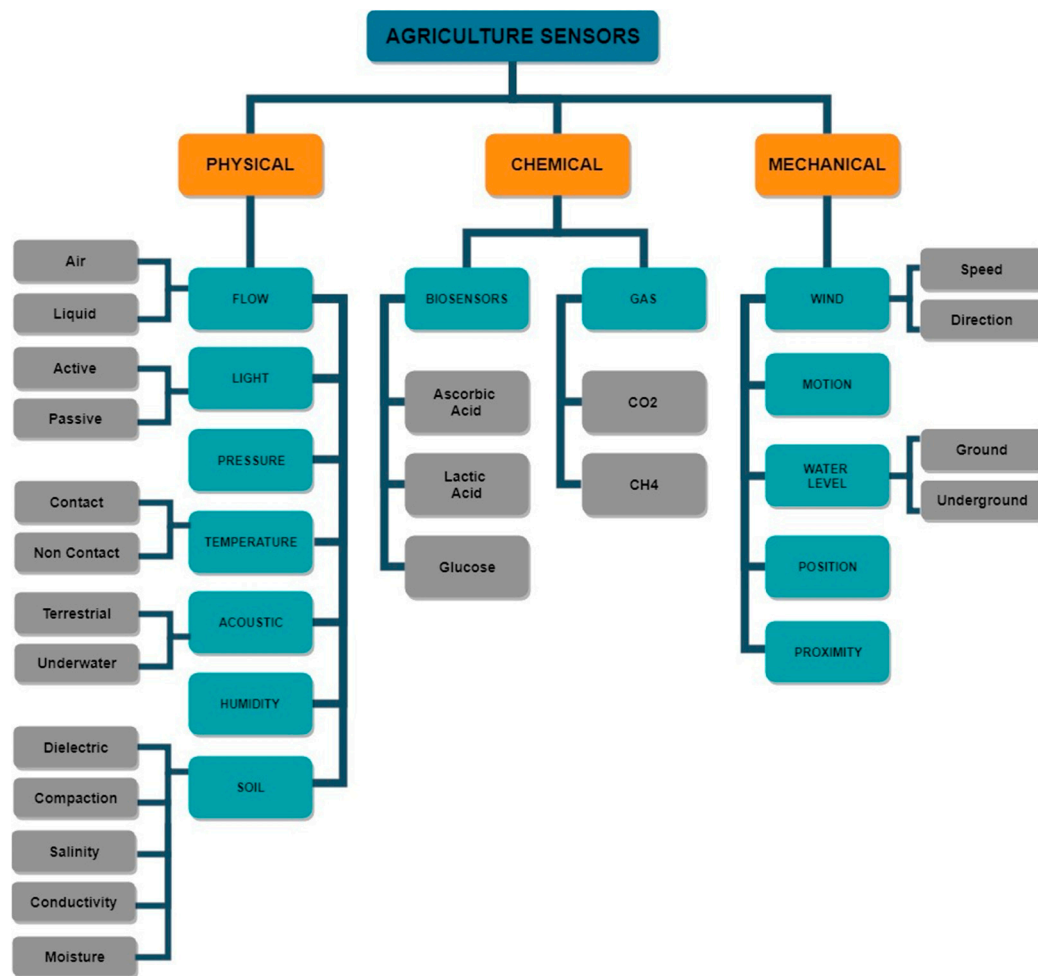 AGRICULTURE SENSORS
PHYSICAL
CHEMICAL
MECHANICAL
Air
Liquid
FLOW
Active
Passive
LIGHT
PRESSURE
Contact
Non Contact
TEMPERATURE
Terrestrial
Underwater
ACOUSTIC
HUMIDITY
Dielectric
Compaction
Salinity
Conductivity
Moisture
SOIL
BIOSENSORS
Ascorbic
Acid
Lactic
Acid
Glucose
GAS
CO2
CH4
WIND
Speed
Direction
MOTION
WATER
LEVEL
Ground
Underground
POSITION
PROXIMITY